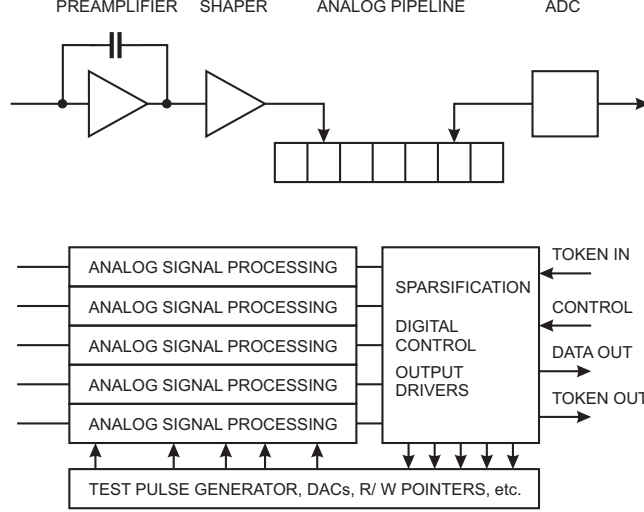 PREAMPLIFIER SHAPER ANALOG PIPELINE ADC
ANALOG SIGNAL PROCESSING
ANALOG SIGNAL PROCESSING
ANALOG SIGNAL PROCESSING
ANALOG SIGNAL PROCESSING
ANALOG SIGNAL PROCESSING
SPARSIFICATION
DIGITAL
CONTROL
OUTPUT
DRIVERS
TOKEN IN
CONTROL
DATA OUT
TOKEN OUT
TEST PULSE GENERATOR, DACs, R/ W POINTERS, etc.